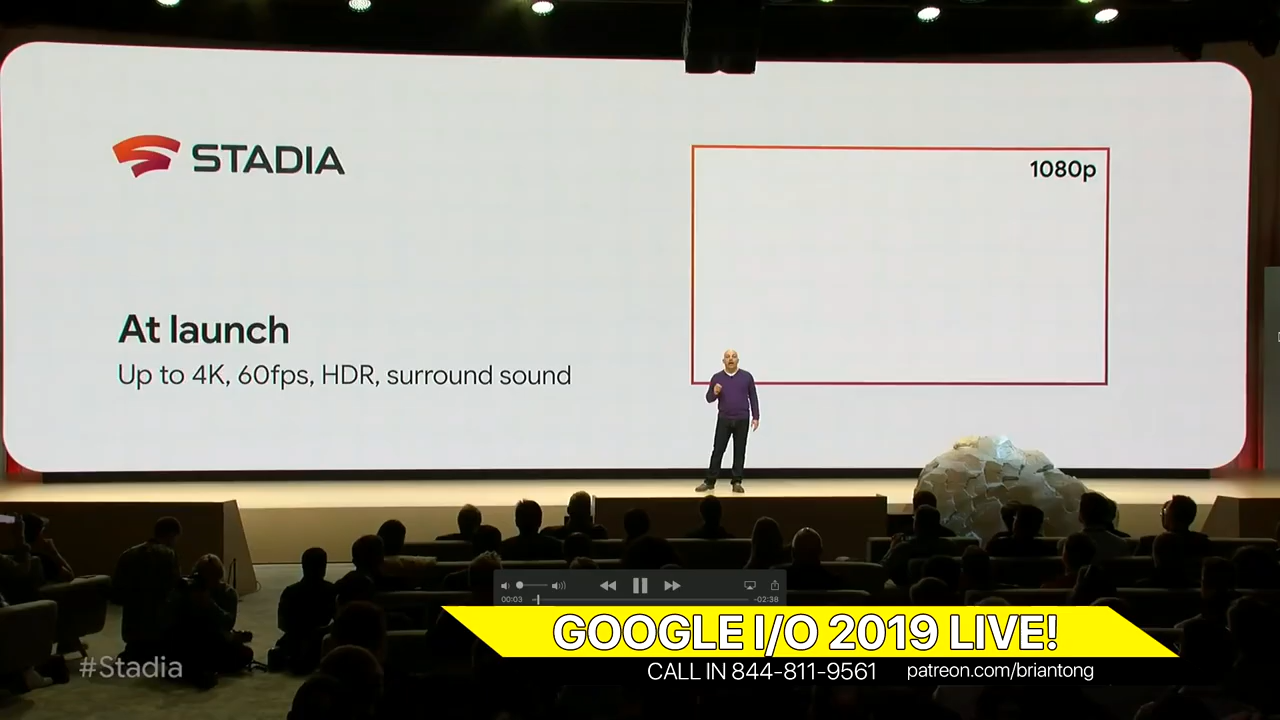 STADIA
1080p
At launch
Up to 4K, 60fps, HDR, surround sound
00:03
-02:38
GOOGLE I/O 2019 LIVE!
CALL IN 844-811-9561 patreon.com/briantong
#Stadia